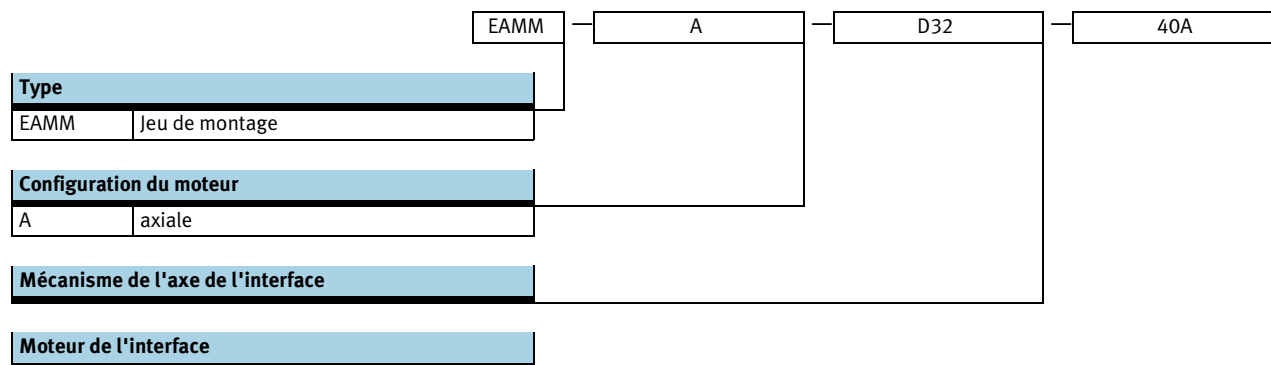 EAMM — A — D32 — 40A
Type
EAMM Jeu de montage
Configuration du moteur
A axiale
Mécanisme de l'axe de l'interface
Moteur de l'interface